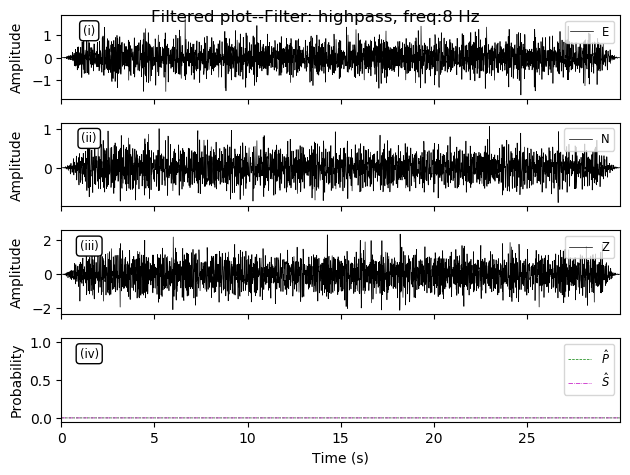 Filtered plot--Filter: highpass, freq:8 Hz
Amplitude
1
0
−1
(i)
E
Amplitude
1
0
(ii)
N
Amplitude
2
0
−2
(iii)
Z
Probability
1.0
0.5
0.0
(iv)
P̂
Ŝ
0 5 10 15 20 25
Time (s)